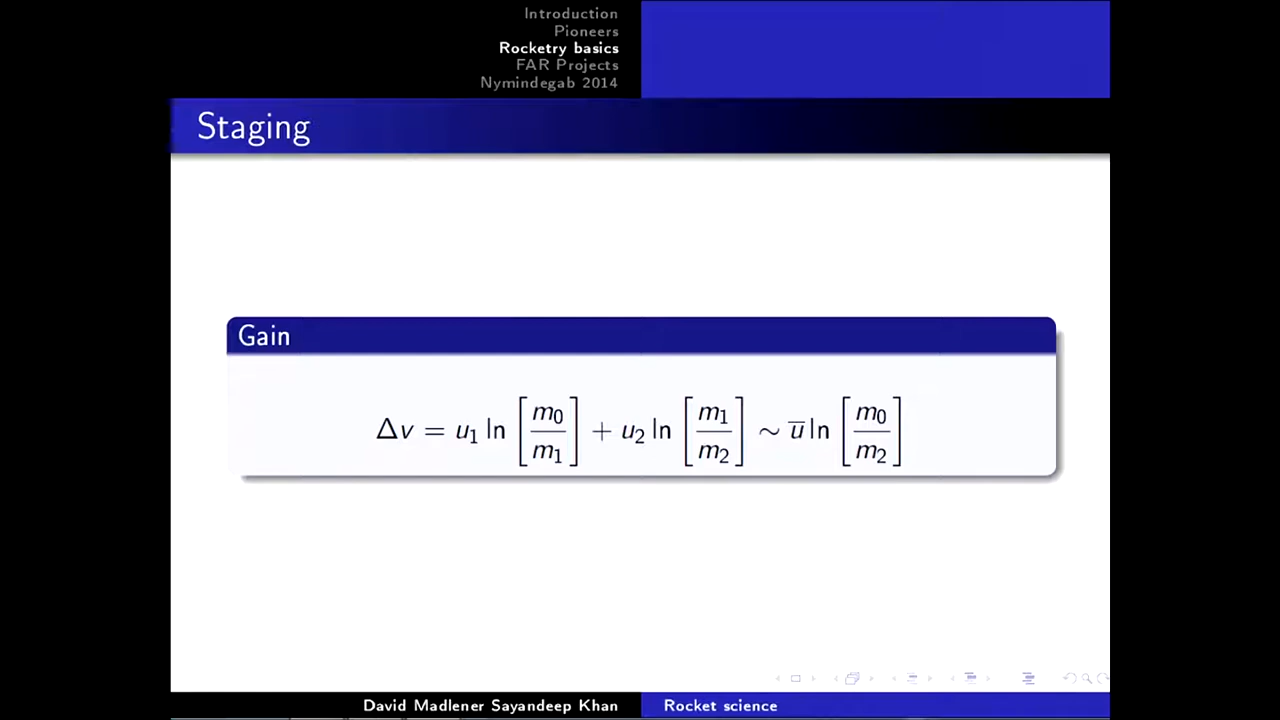 Introduction
Pioneers
Rocketry basics
FAR Projects
Nymindegab 2014
Staging
Gain
Δv = u₁ ln [m₀/m₁] + u₂ ln [m₁/m₂] ∼ u̅ ln [m₀/m₂]
David Madlener Sayandeep Khan
Rocket science